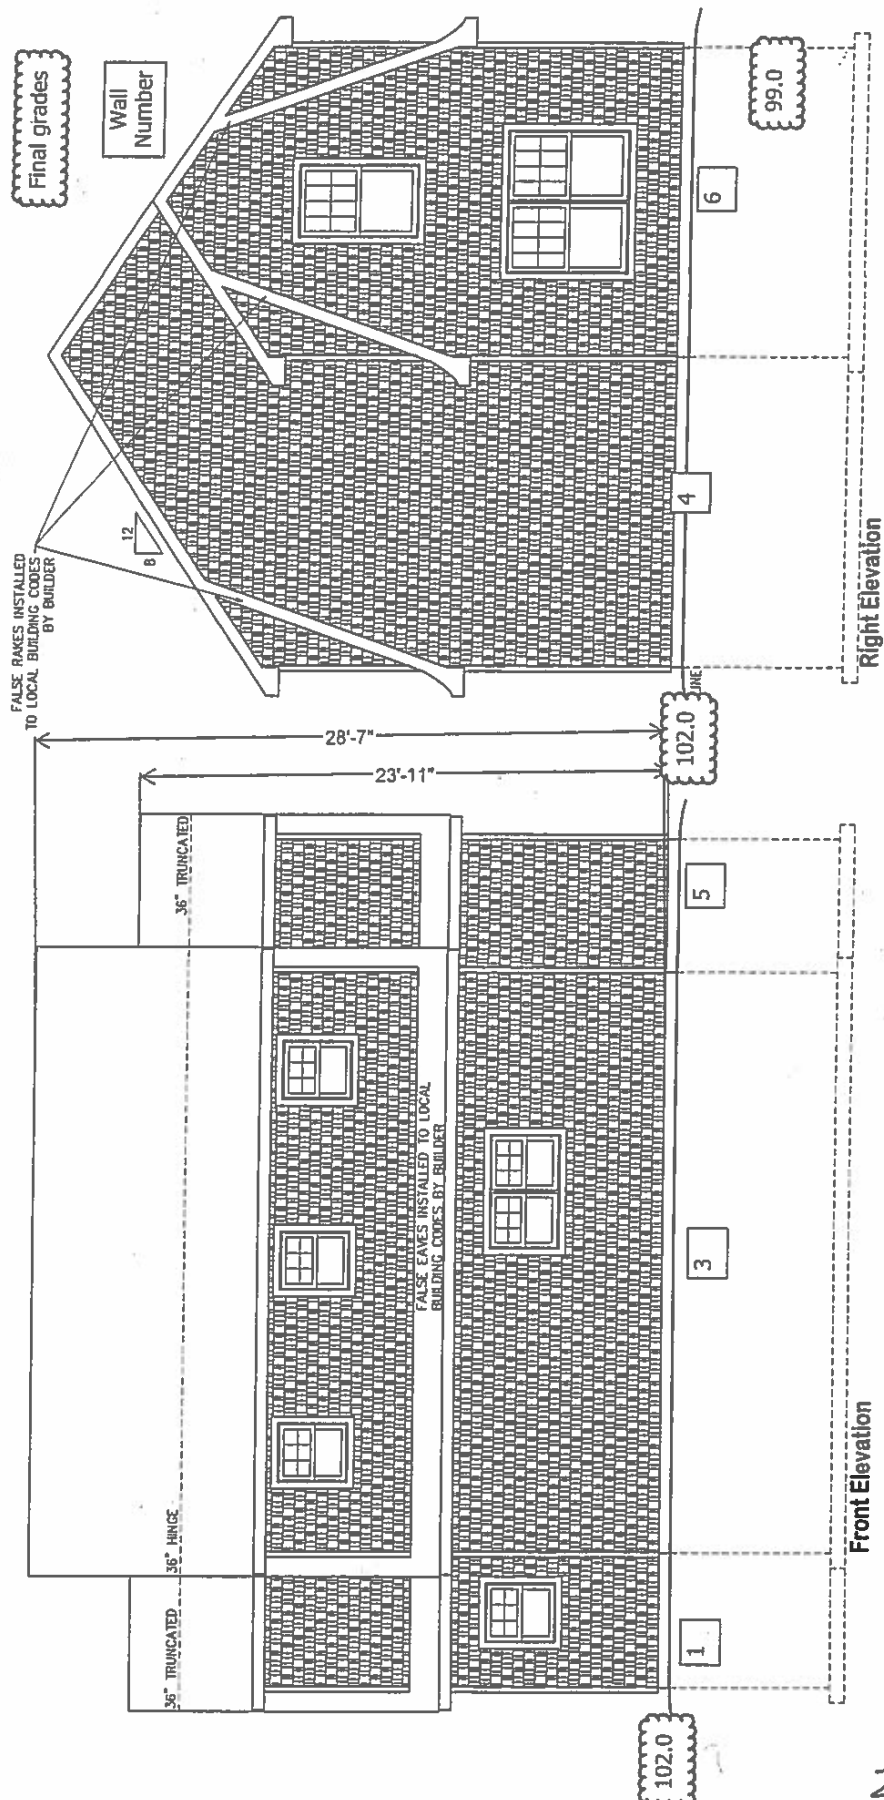 Final grades
Wall
Number
FALSE RAKES INSTALLED
TO LOCAL BUILDING CODES
BY BUILDER
12
8
6
4
99.0
Right Elevation
28'-7"
23'-11"
102.0
LINE
36" TRUNCATED
36" HINGE
36" TRUNCATED
FALSE EAVES INSTALLED TO LOCAL
BUILDING CODES BY BUILDER
1
3
5
102.0
Front Elevation